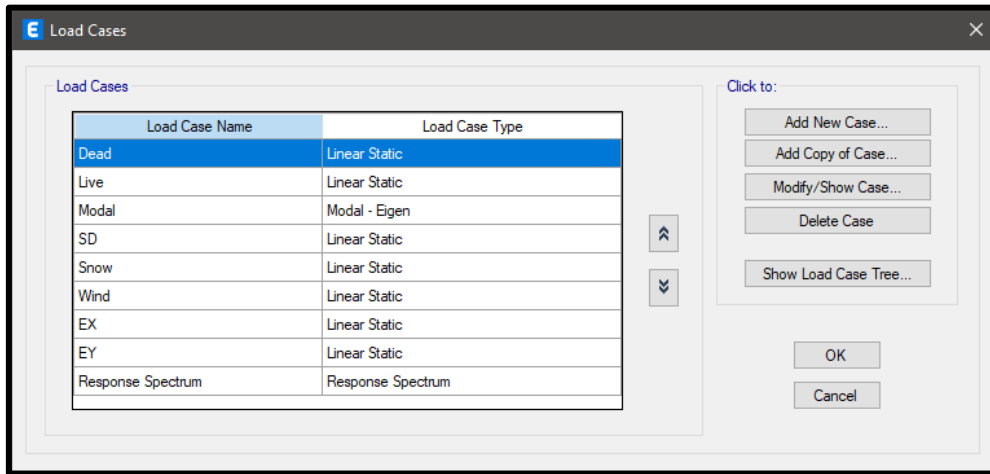 E Load Cases
Load Cases
Load Case Name Load Case Type
Dead Linear Static
Live Linear Static
Modal Modal - Eigen
SD Linear Static
Snow Linear Static
Wind Linear Static
EX Linear Static
EY Linear Static
Response Spectrum Response Spectrum
Click to:
Add New Case...
Add Copy of Case...
Modify/Show Case...
Delete Case
Show Load Case Tree...
OK
Cancel